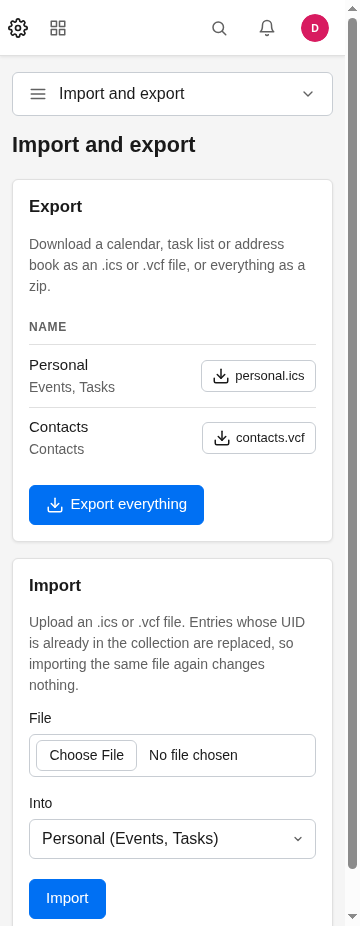 D
Import and export
Import and export
Export
Download a calendar, task list or address
book as an .ics or .vcf file, or everything as a
zip.
NAME
Personal
Events, Tasks
personal.ics
Contacts
Contacts
contacts.vcf
Export everything
Import
Upload an .ics or .vcf file. Entries whose UID
is already in the collection are replaced, so
importing the same file again changes
nothing.
File
Choose File No file chosen
Into
Personal (Events, Tasks)
Import